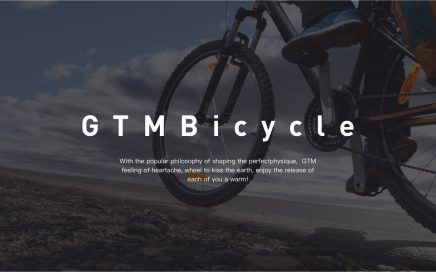 GTMBicycle
With the popular philosophy of shaping the perfectphysique, GTM
feeling of heartache, wheel to kiss the earth, enjoy the release of
each of you a warm!